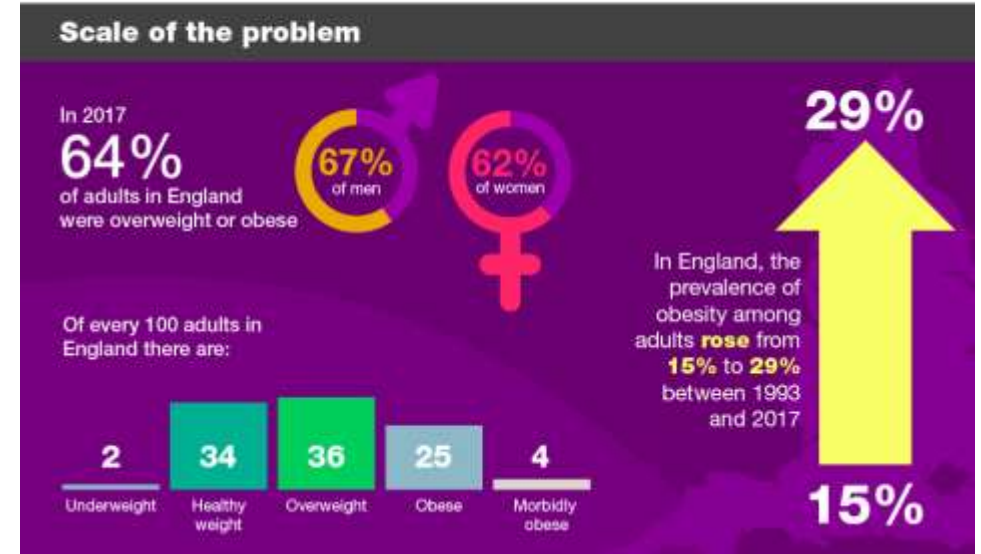 Scale of the problem
In 2017
64%
of adults in England
were overweight or obese
67%
of men
62%
of women
29%
In England, the
prevalence of
obesity among
adults rose from
15% to 29%
between 1993
and 2017
15%
Of every 100 adults in
England there are:
2
34
36
25
4
Underweight
Healthy
weight
Overweight
Obese
Morbidly
obese